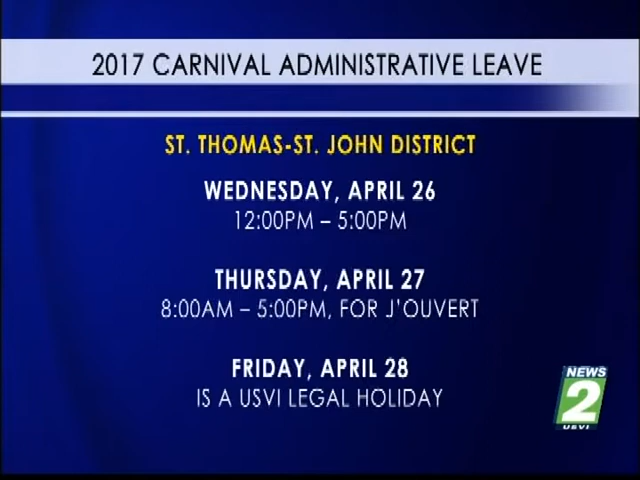 2017 CARNIVAL ADMINISTRATIVE LEAVE
ST. THOMAS-ST. JOHN DISTRICT
WEDNESDAY, APRIL 26
12:00PM – 5:00PM
THURSDAY, APRIL 27
8:00AM – 5:00PM, FOR J'OUVERT
FRIDAY, APRIL 28
IS A USVI LEGAL HOLIDAY
NEWS
2
USVI